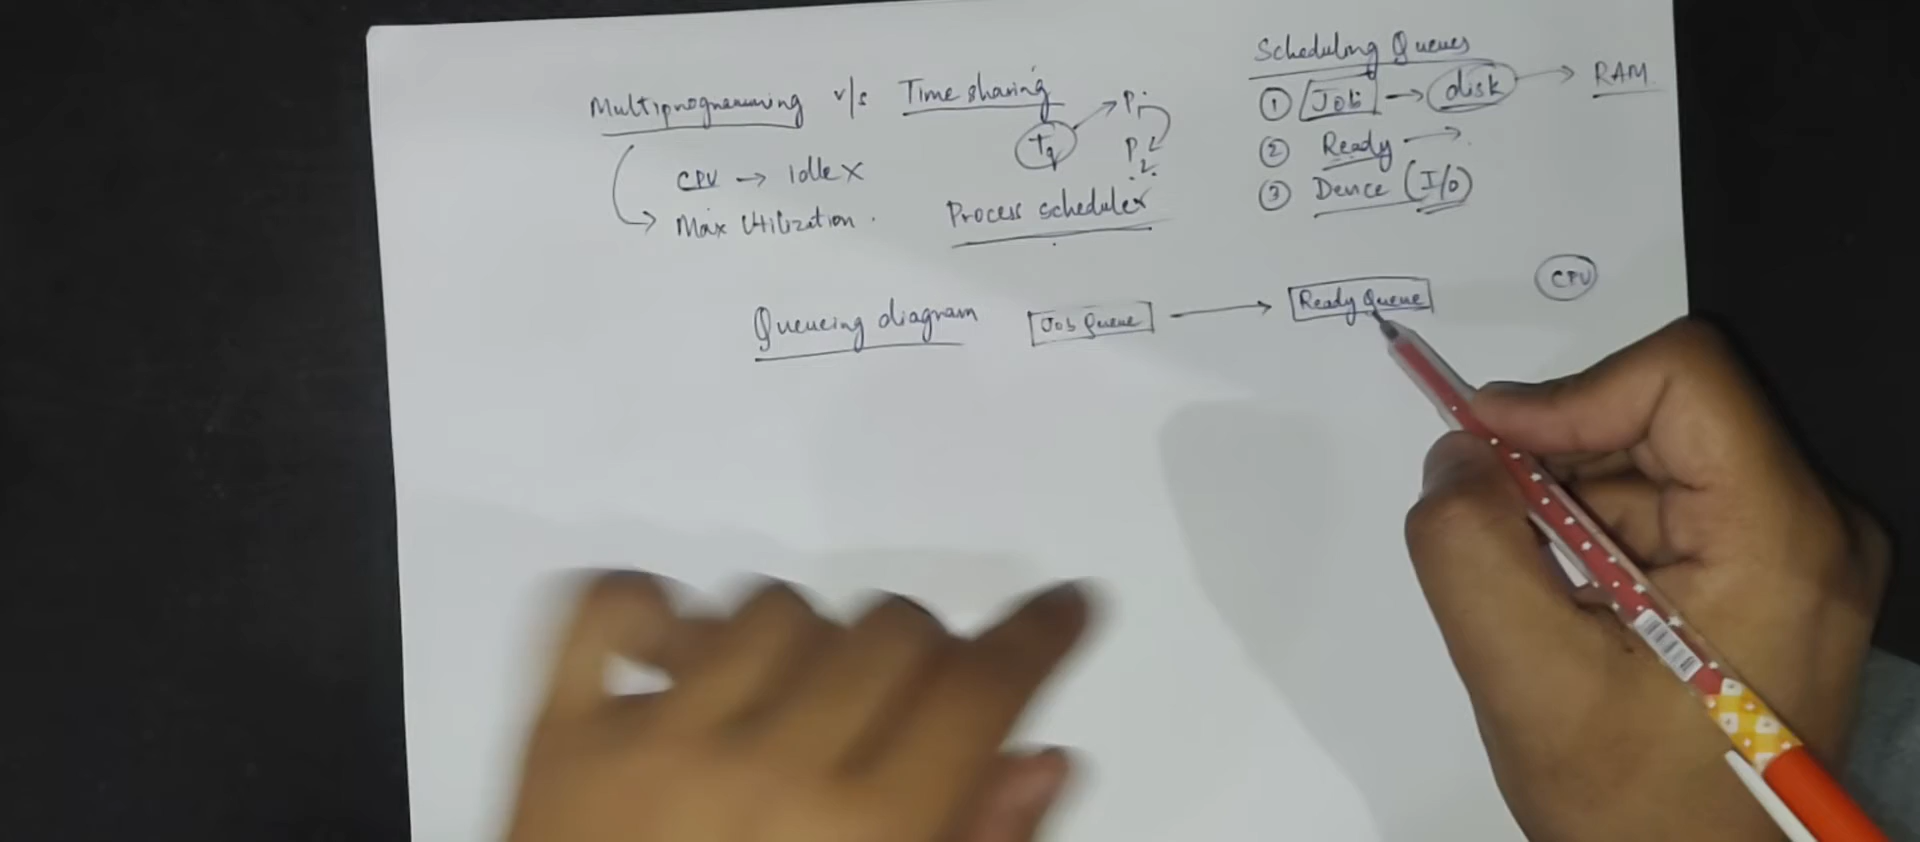 Multiprogramming v/s Time sharing
Tq → P1
P2
CPU → idle X
Max Utilization.
Process scheduler
Scheduling Queues
① Job → disk → RAM
② Ready →
③ Device (I/O)
Queueing diagram
Job Queue → Ready Queue
CPU